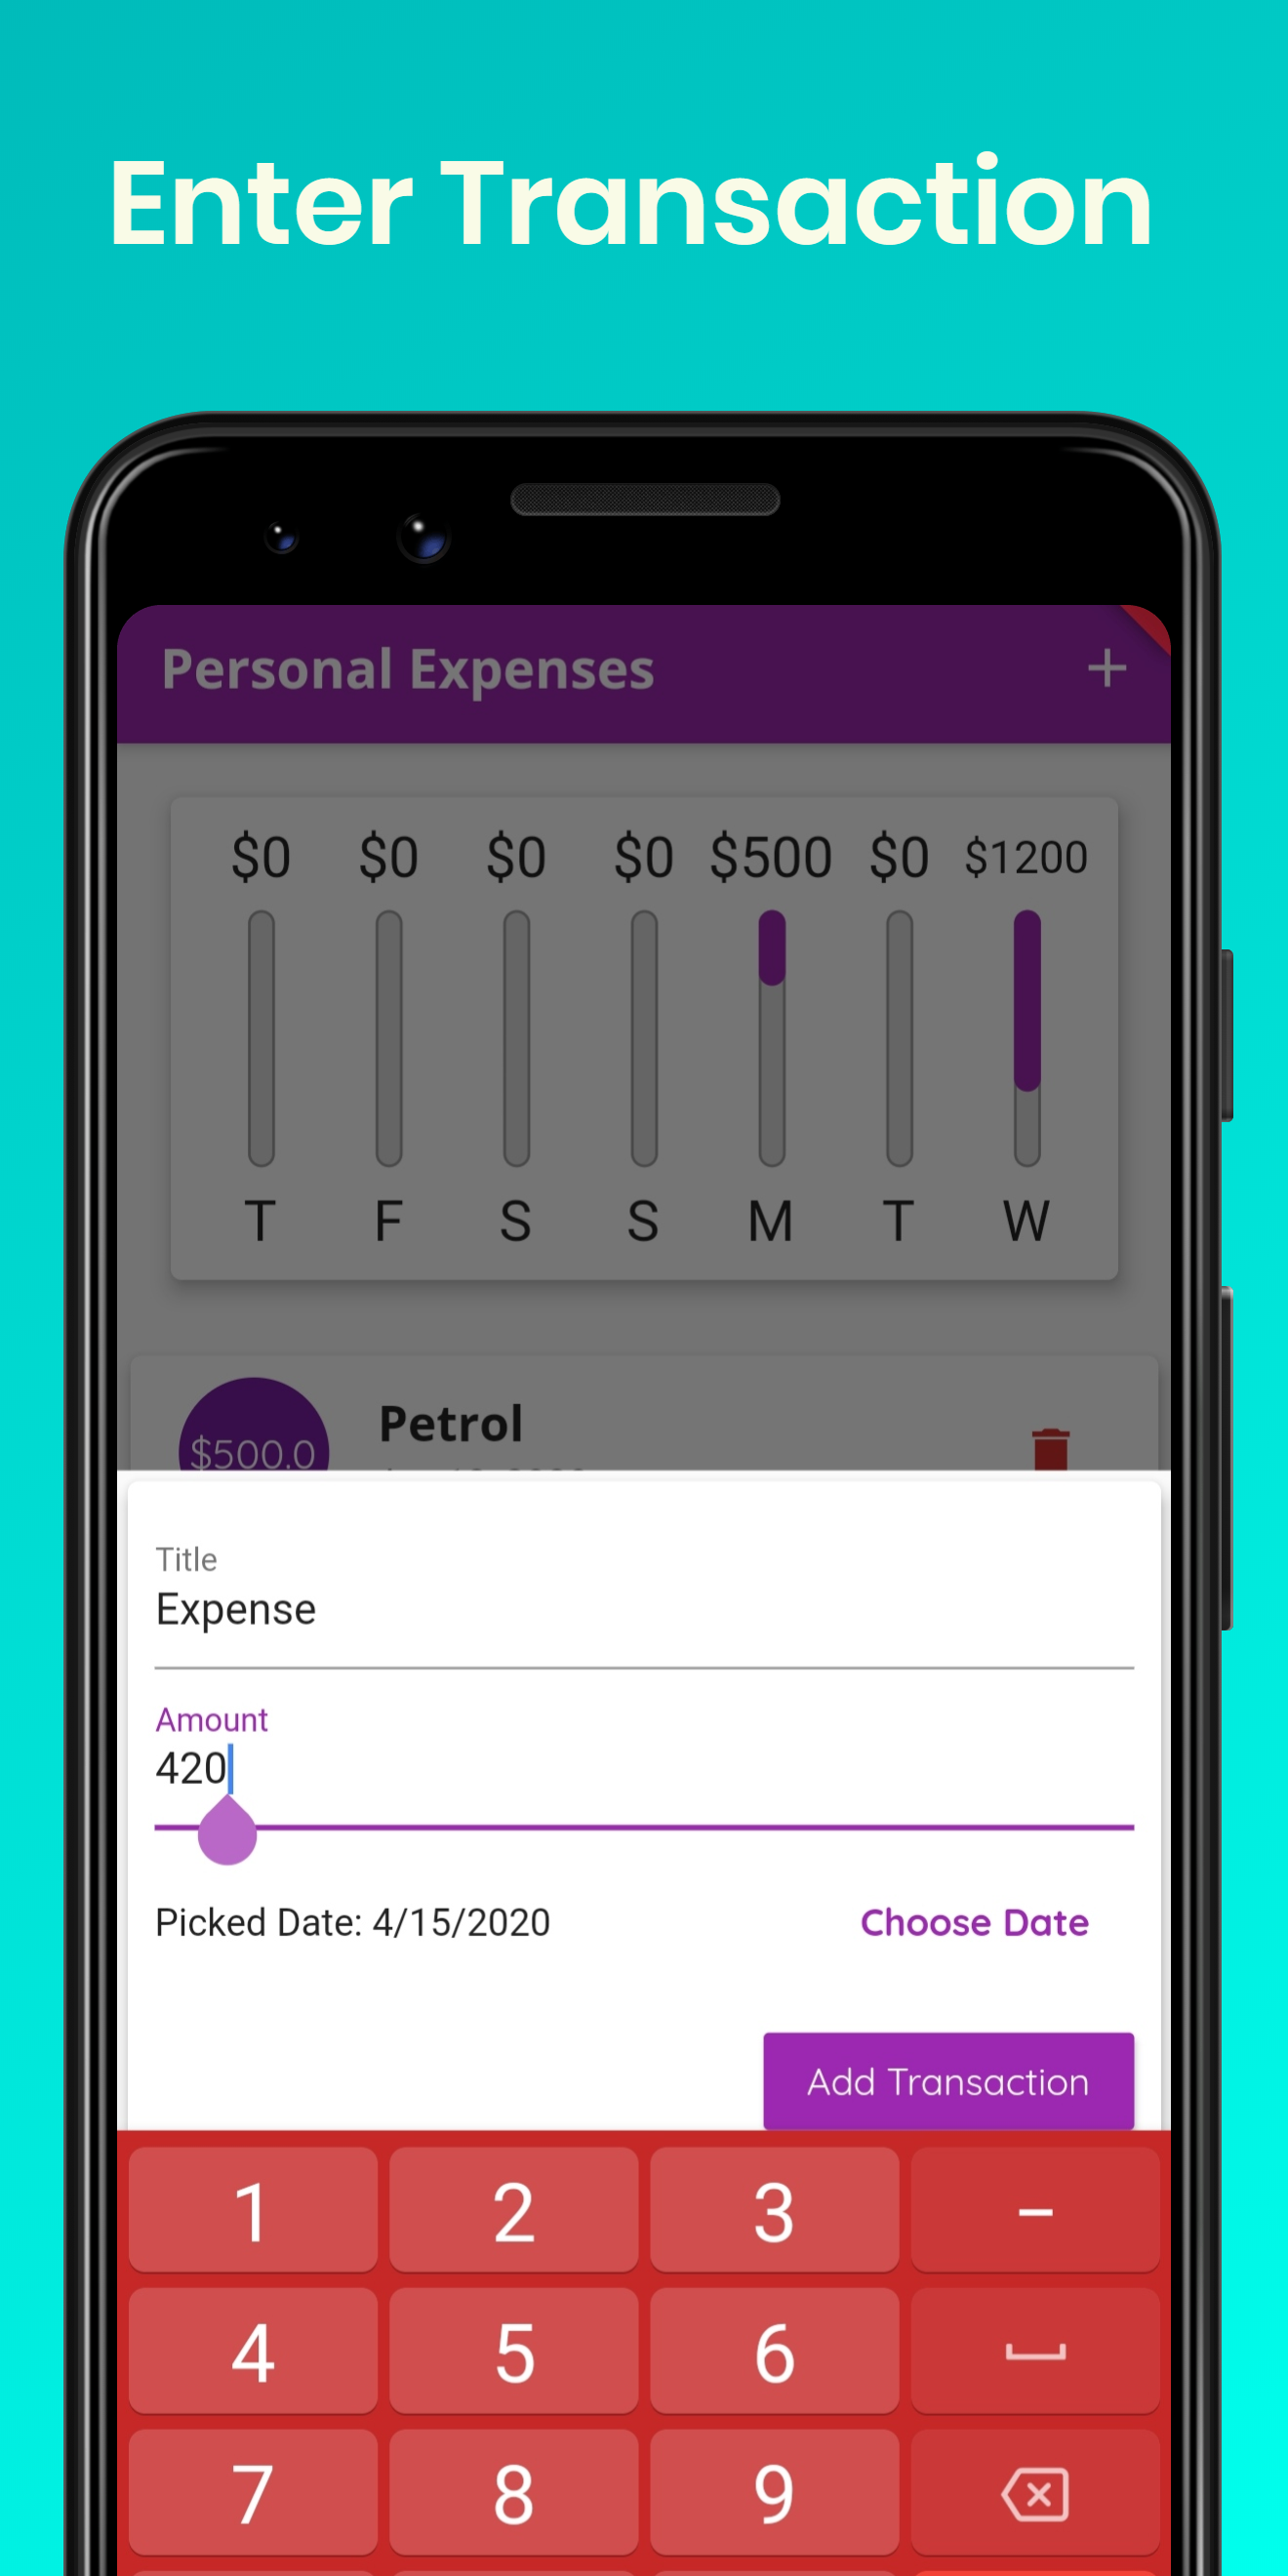 Enter Transaction
Personal Expenses +
$0 $0 $0 $0 $500 $0 $1200
T F S S M T W
$500.0 Petrol
Title
Expense
Amount
420
Picked Date: 4/15/2020 Choose Date
Add Transaction
1 2 3 -
4 5 6
7 8 9